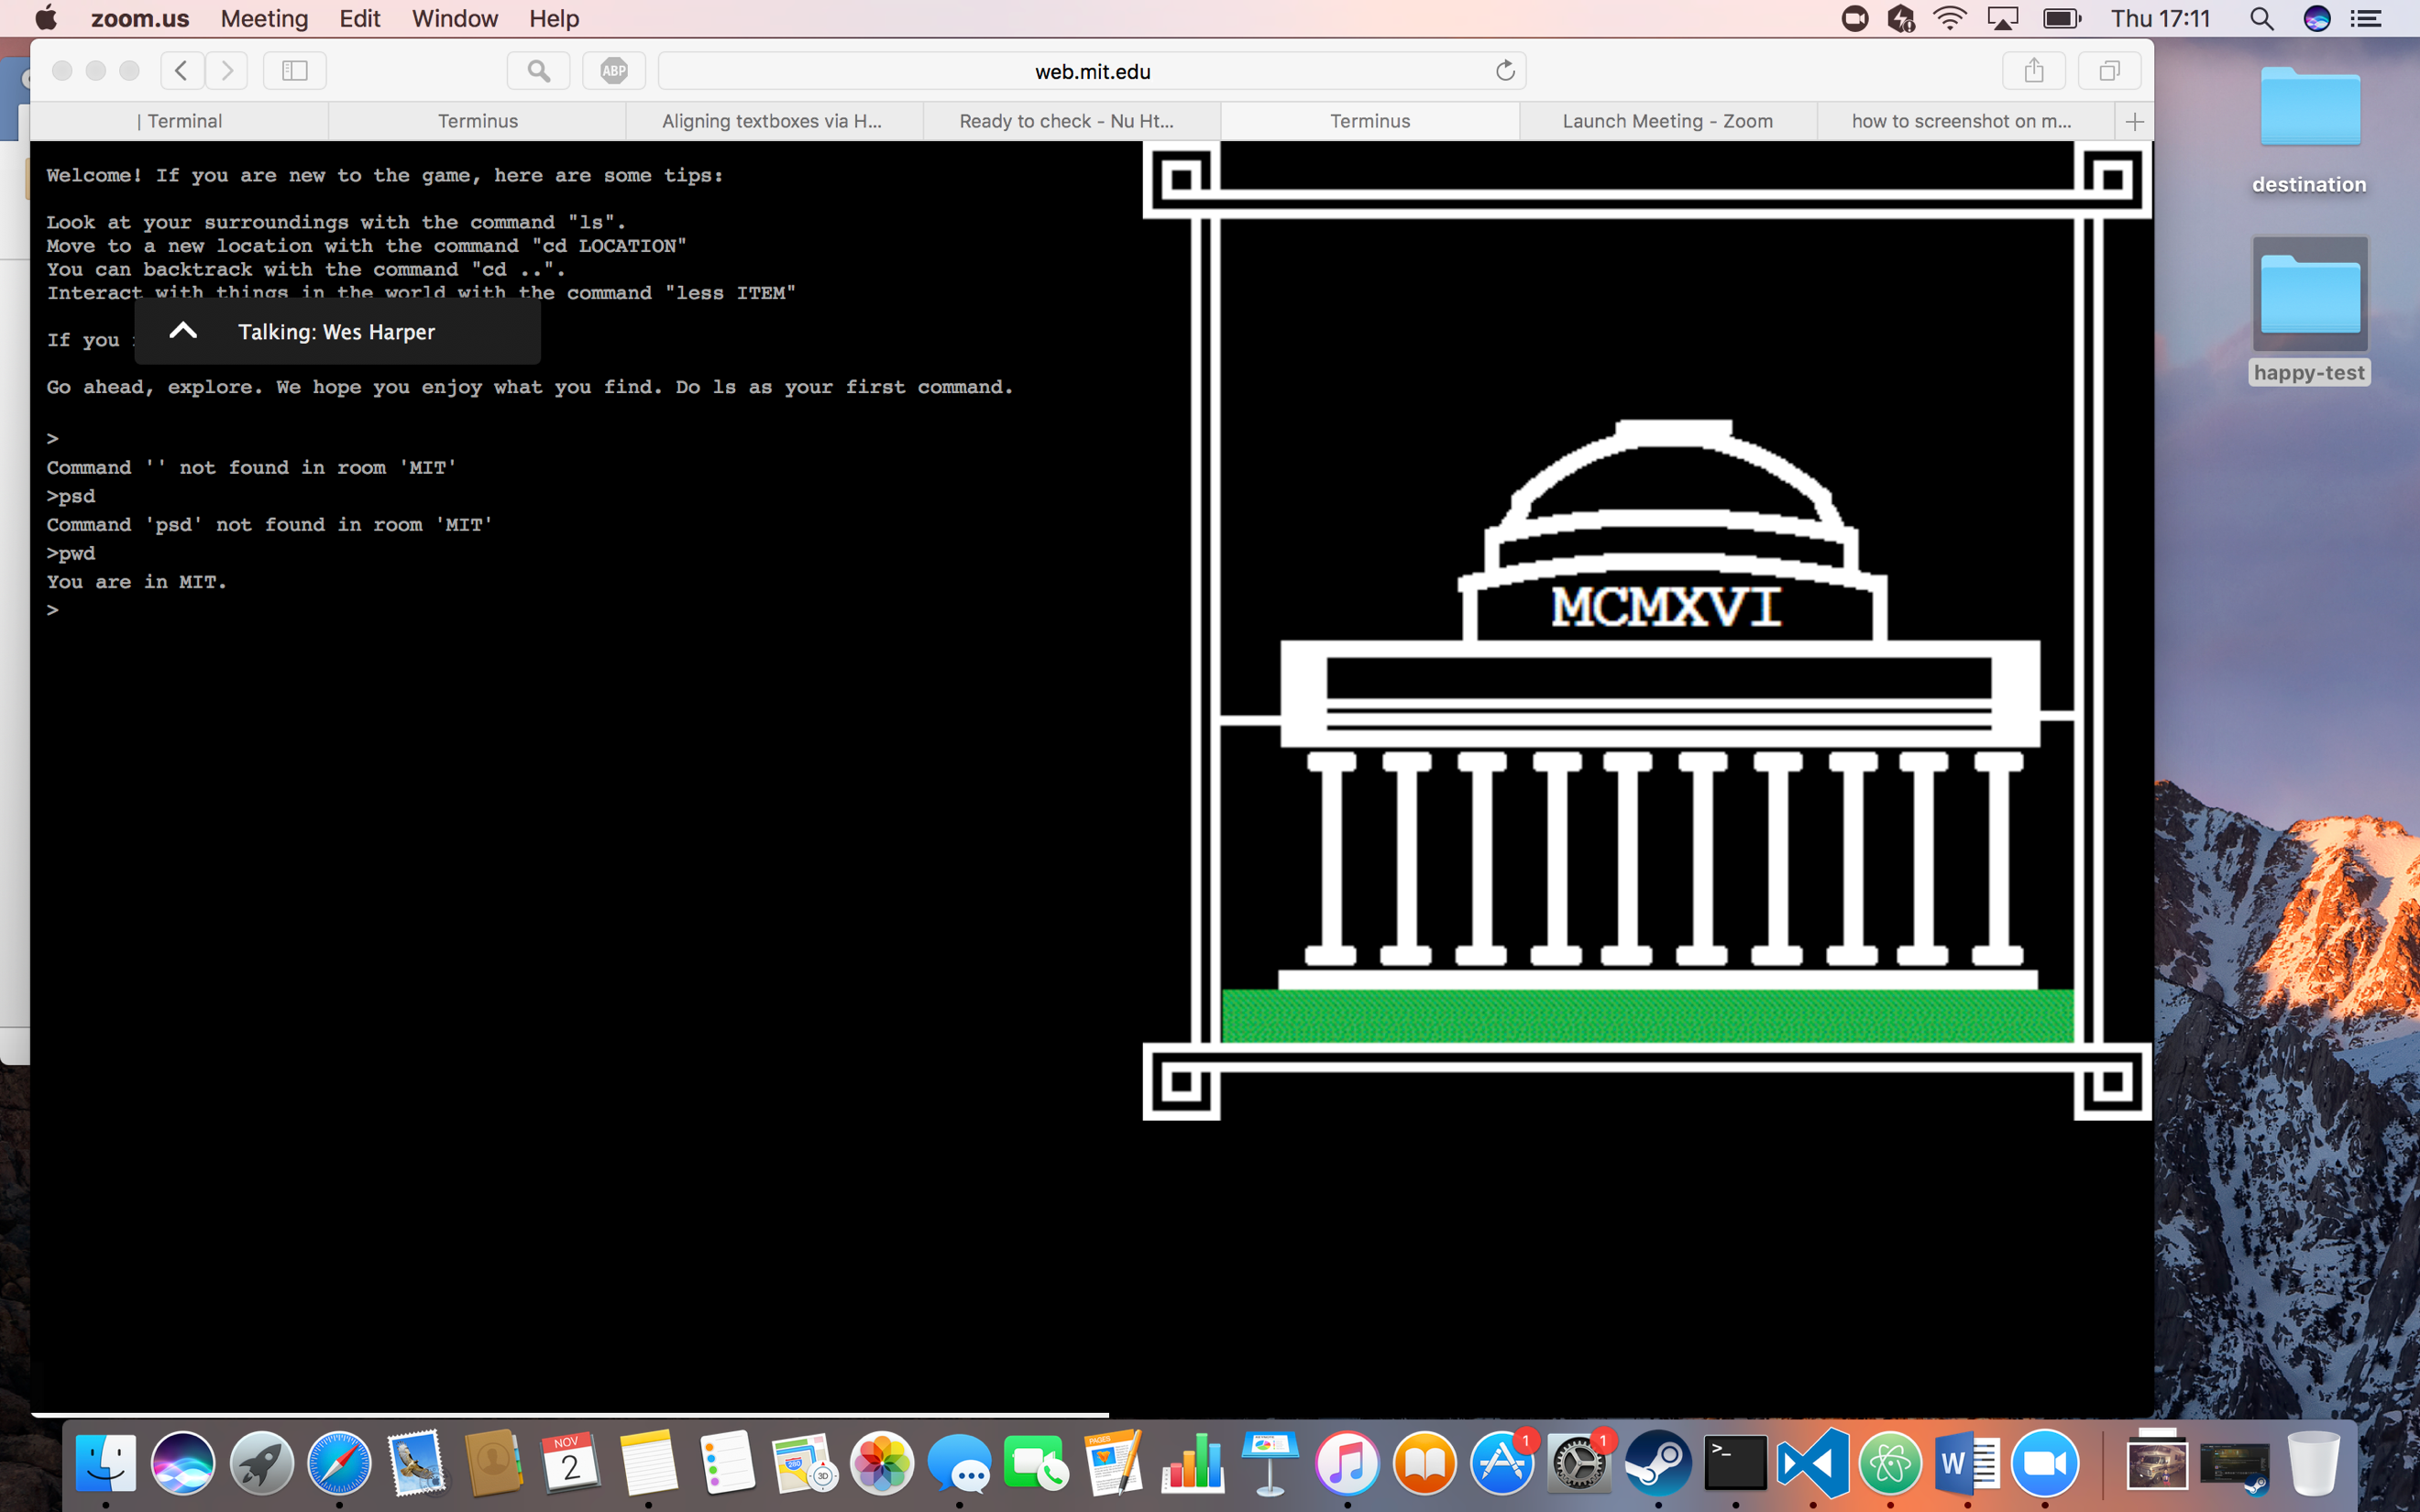 zoom.us Meeting Edit Window Help Thu 17:11
ABP web.mit.edu
| Terminal Terminus Aligning textboxes via H... Ready to check - Nu Ht... Terminus Launch Meeting - Zoom how to screenshot on m...
Welcome! If you are new to the game, here are some tips:
Look at your surroundings with the command "ls".
Move to a new location with the command "cd LOCATION"
You can backtrack with the command "cd ..".
Interact with things in the world with the command "less ITEM"
If you
Talking: Wes Harper
Go ahead, explore. We hope you enjoy what you find. Do ls as your first command.
>
Command '' not found in room 'MIT'
>psd
Command 'psd' not found in room 'MIT'
>pwd
You are in MIT.
>
MCMXVI
destination
happy-test
NOV
2
280
3D
PAGES
1
1
>_
W